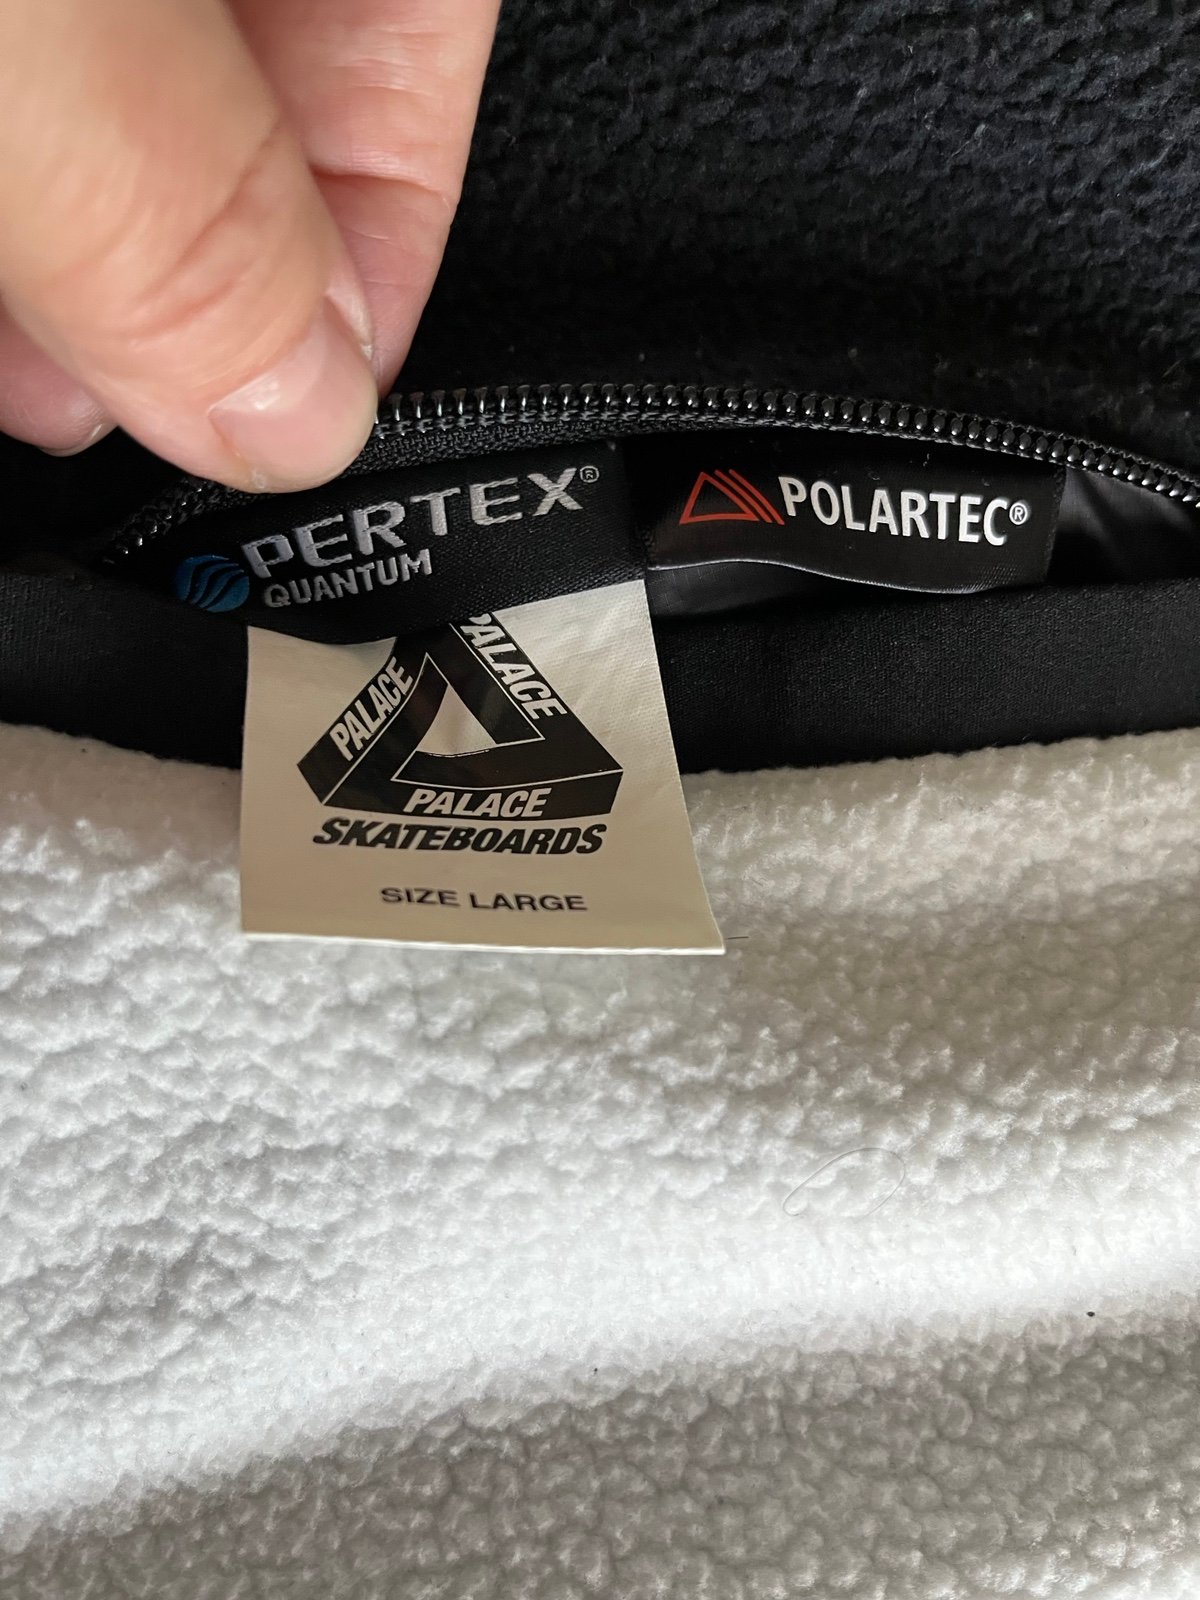 PERTEX®
QUANTUM
POLARTEC®
PALACE
PALACE
PALACE
SKATEBOARDS
SIZE LARGE